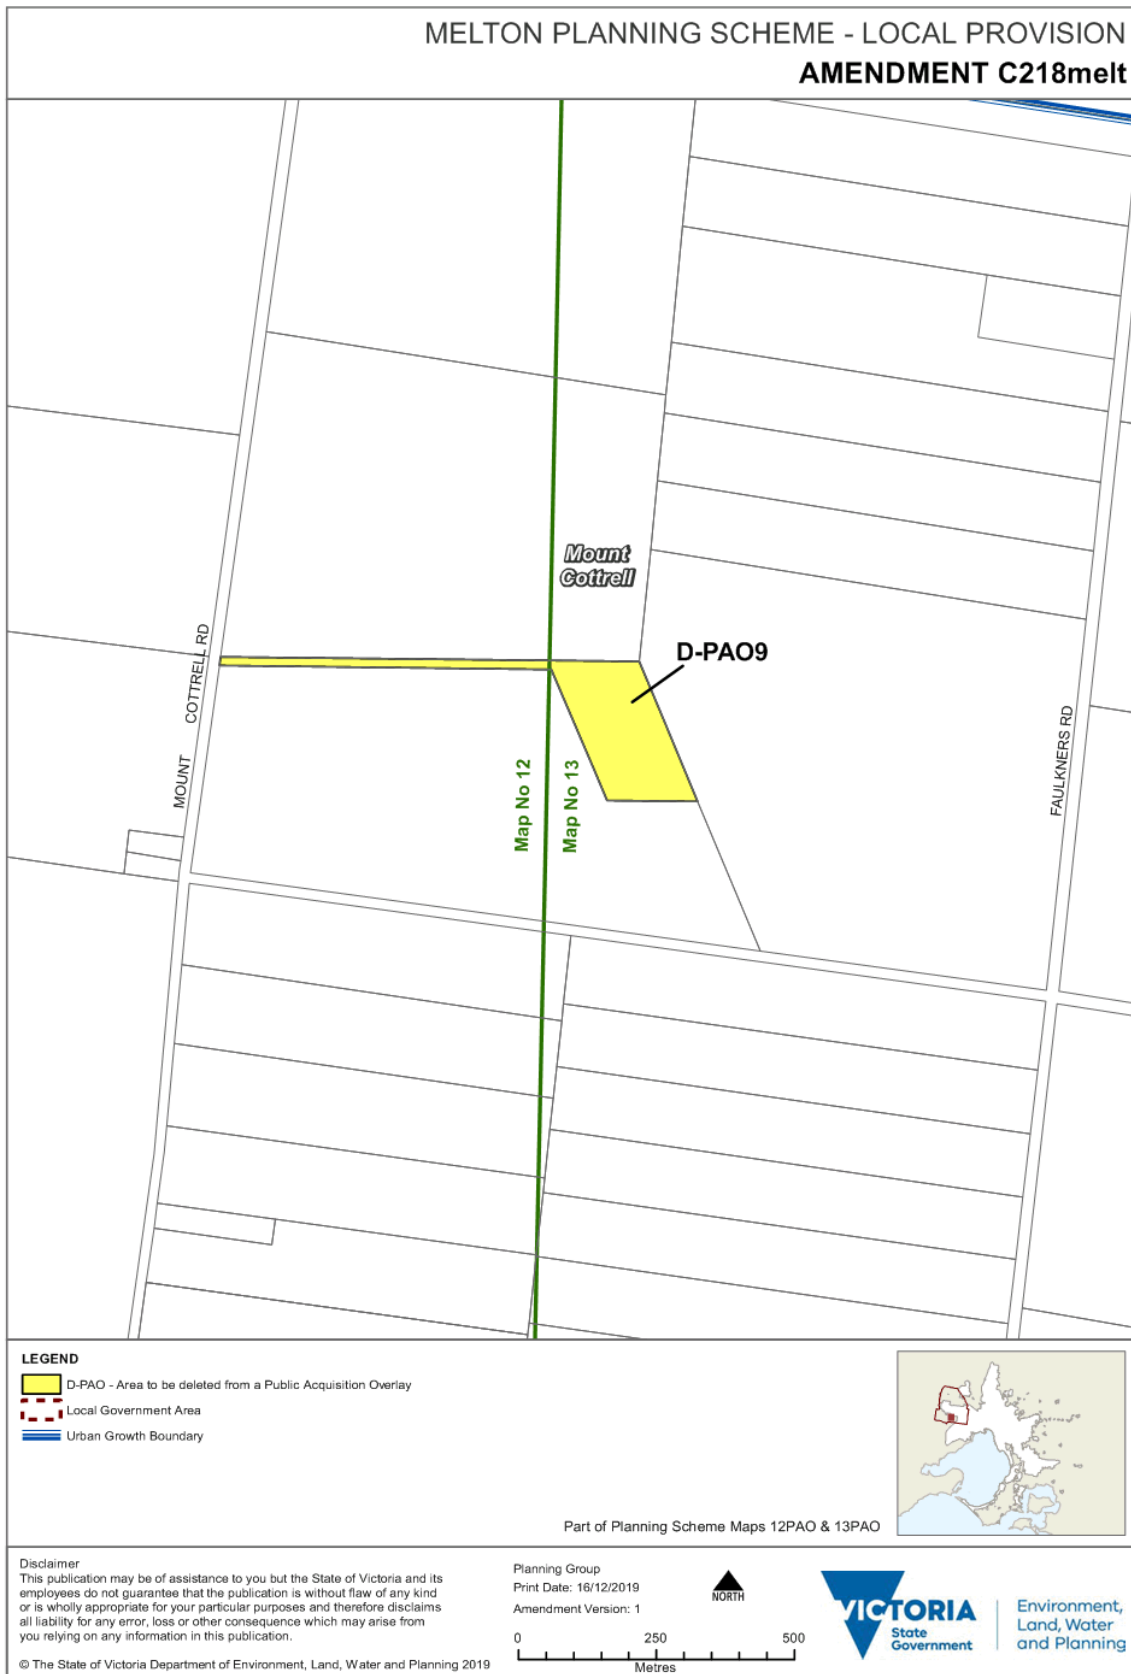 MELTON PLANNING SCHEME - LOCAL PROVISION
AMENDMENT C218melt
Mount
Cottrell
D-PAO9
MOUNT COTTRELL RD
FAULKNERS RD
Map No 12
Map No 13
LEGEND
D-PAO - Area to be deleted from a Public Acquisition Overlay
Local Government Area
Urban Growth Boundary
Part of Planning Scheme Maps 12PAO & 13PAO
Disclaimer
This publication may be of assistance to you but the State of Victoria and its
employees do not guarantee that the publication is without flaw of any kind
or is wholly appropriate for your particular purposes and therefore disclaims
all liability for any error, loss or other consequence which may arise from
you relying on any information in this publication.
© The State of Victoria Department of Environment, Land, Water and Planning 2019
Planning Group
Print Date: 16/12/2019
Amendment Version: 1
NORTH
0 250 500
Metres
VICTORIA
State
Government
Environment,
Land, Water
and Planning